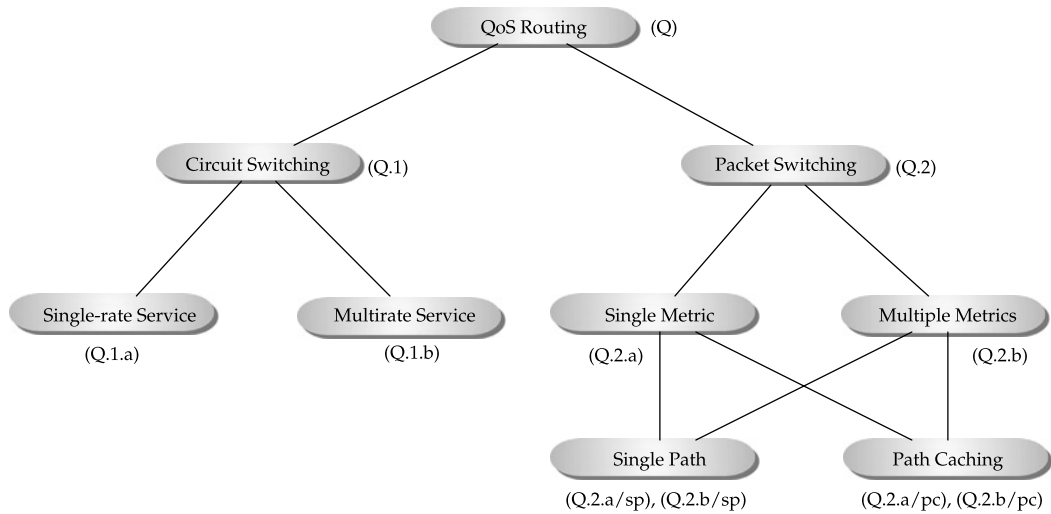 QoS Routing (Q)
Circuit Switching (Q.1)
Packet Switching (Q.2)
Single-rate Service
(Q.1.a)
Multirate Service
(Q.1.b)
Single Metric
(Q.2.a)
Multiple Metrics
(Q.2.b)
Single Path
(Q.2.a/sp), (Q.2.b/sp)
Path Caching
(Q.2.a/pc), (Q.2.b/pc)